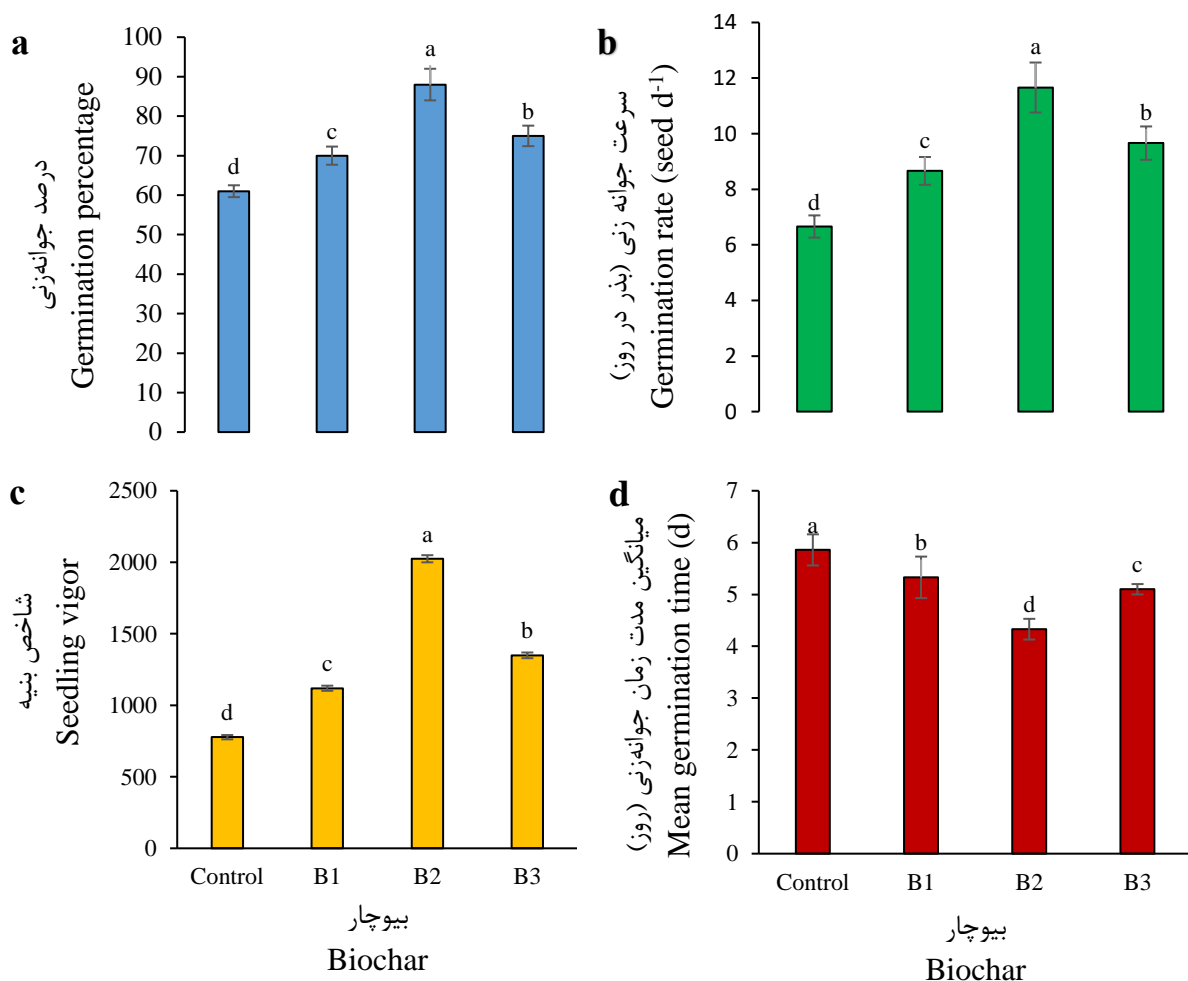 a
درصد جوانه‌زنی
Germination percentage
100
90
80
70
60
50
40
30
20
10
0
d
c
a
b
b
سرعت جوانه زنی (بذر در روز)
Germination rate (seed d-1)
14
12
10
8
6
4
2
0
d
c
a
b
c
شاخص بنیه
Seedling vigor
2500
2000
1500
1000
500
0
d
c
a
b
Control B1 B2 B3
بیوچار
Biochar
d
میانگین مدت زمان جوانه‌زنی (روز)
Mean germination time (d)
7
6
5
4
3
2
1
0
a
b
d
c
Control B1 B2 B3
بیوچار
Biochar